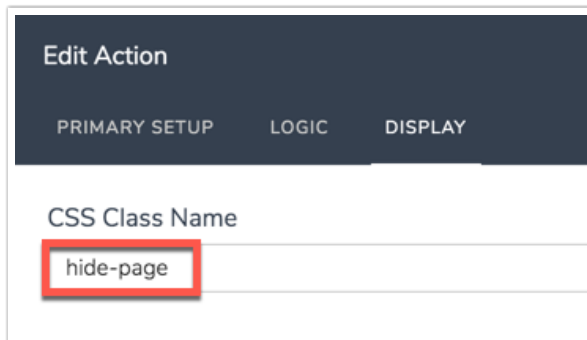 Edit Action
PRIMARY SETUP LOGIC DISPLAY
CSS Class Name
hide-page